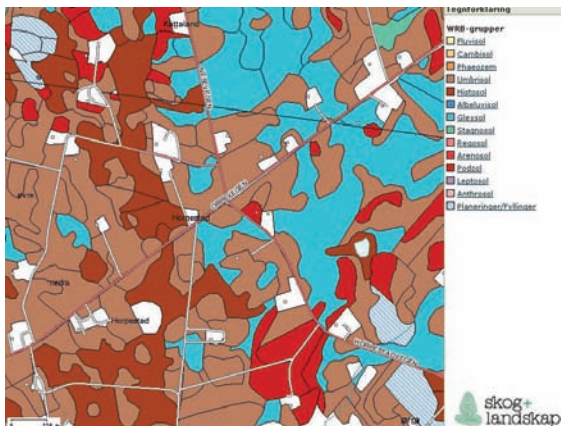 Tegnforklaring
WRB-grupper
Fluvisol
Cambisol
Phaeozem
Umbrisol
Histosol
Albeluvisol
Gleysol
Stagnosol
Regosol
Arenosol
Podzol
Leptosol
Anthrosol
Planeringer/Fyllinger
Kattaland
Horpestad
nedre
Horpestad
skog+
landskap